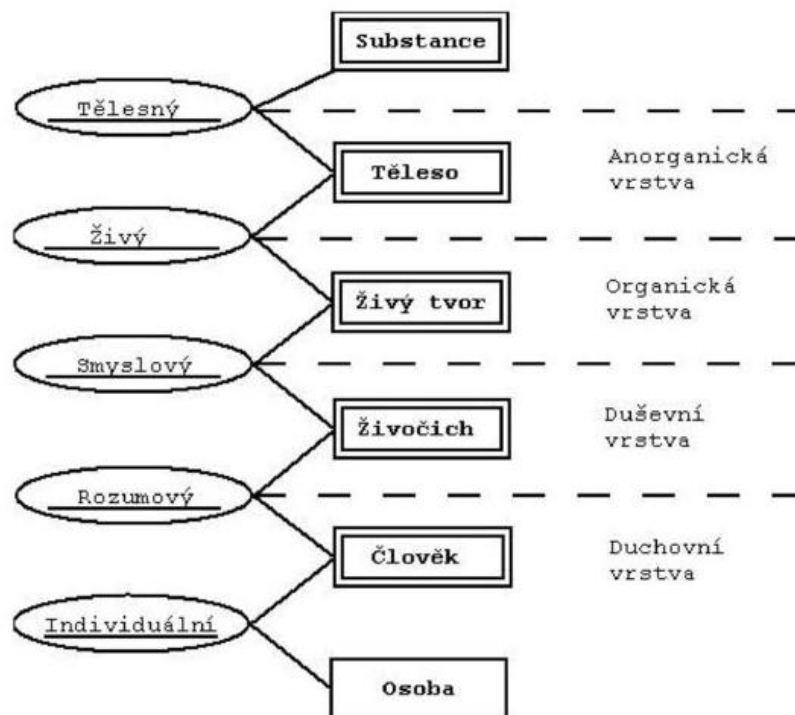 Substance
Tělesný
Těleso
Anorganická
vrstva
Živý
Živý tvor
Organická
vrstva
Smyslový
Živočich
Duševní
vrstva
Rozumový
Člověk
Duchovní
vrstva
Individuální
Osoba